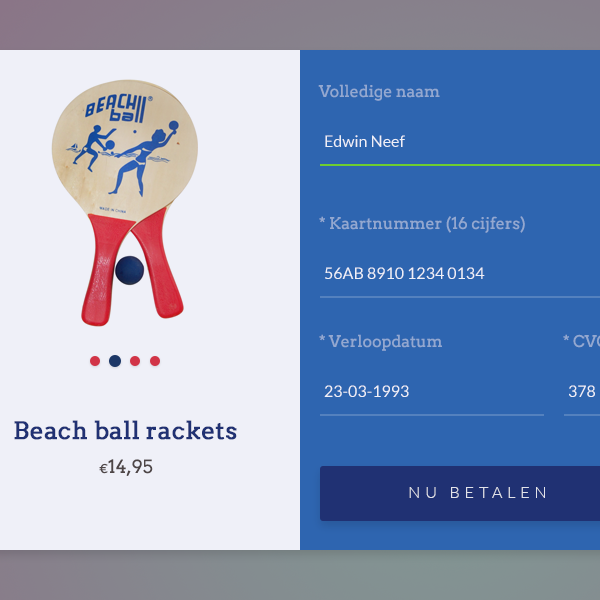 BEACH®
ball
MADE IN CHINA
Beach ball rackets
€14,95
Volledige naam
Edwin Neef
* Kaartnummer (16 cijfers)
56AB 8910 1234 0134
* Verloopdatum
* CV
23-03-1993
378
NU BETALEN